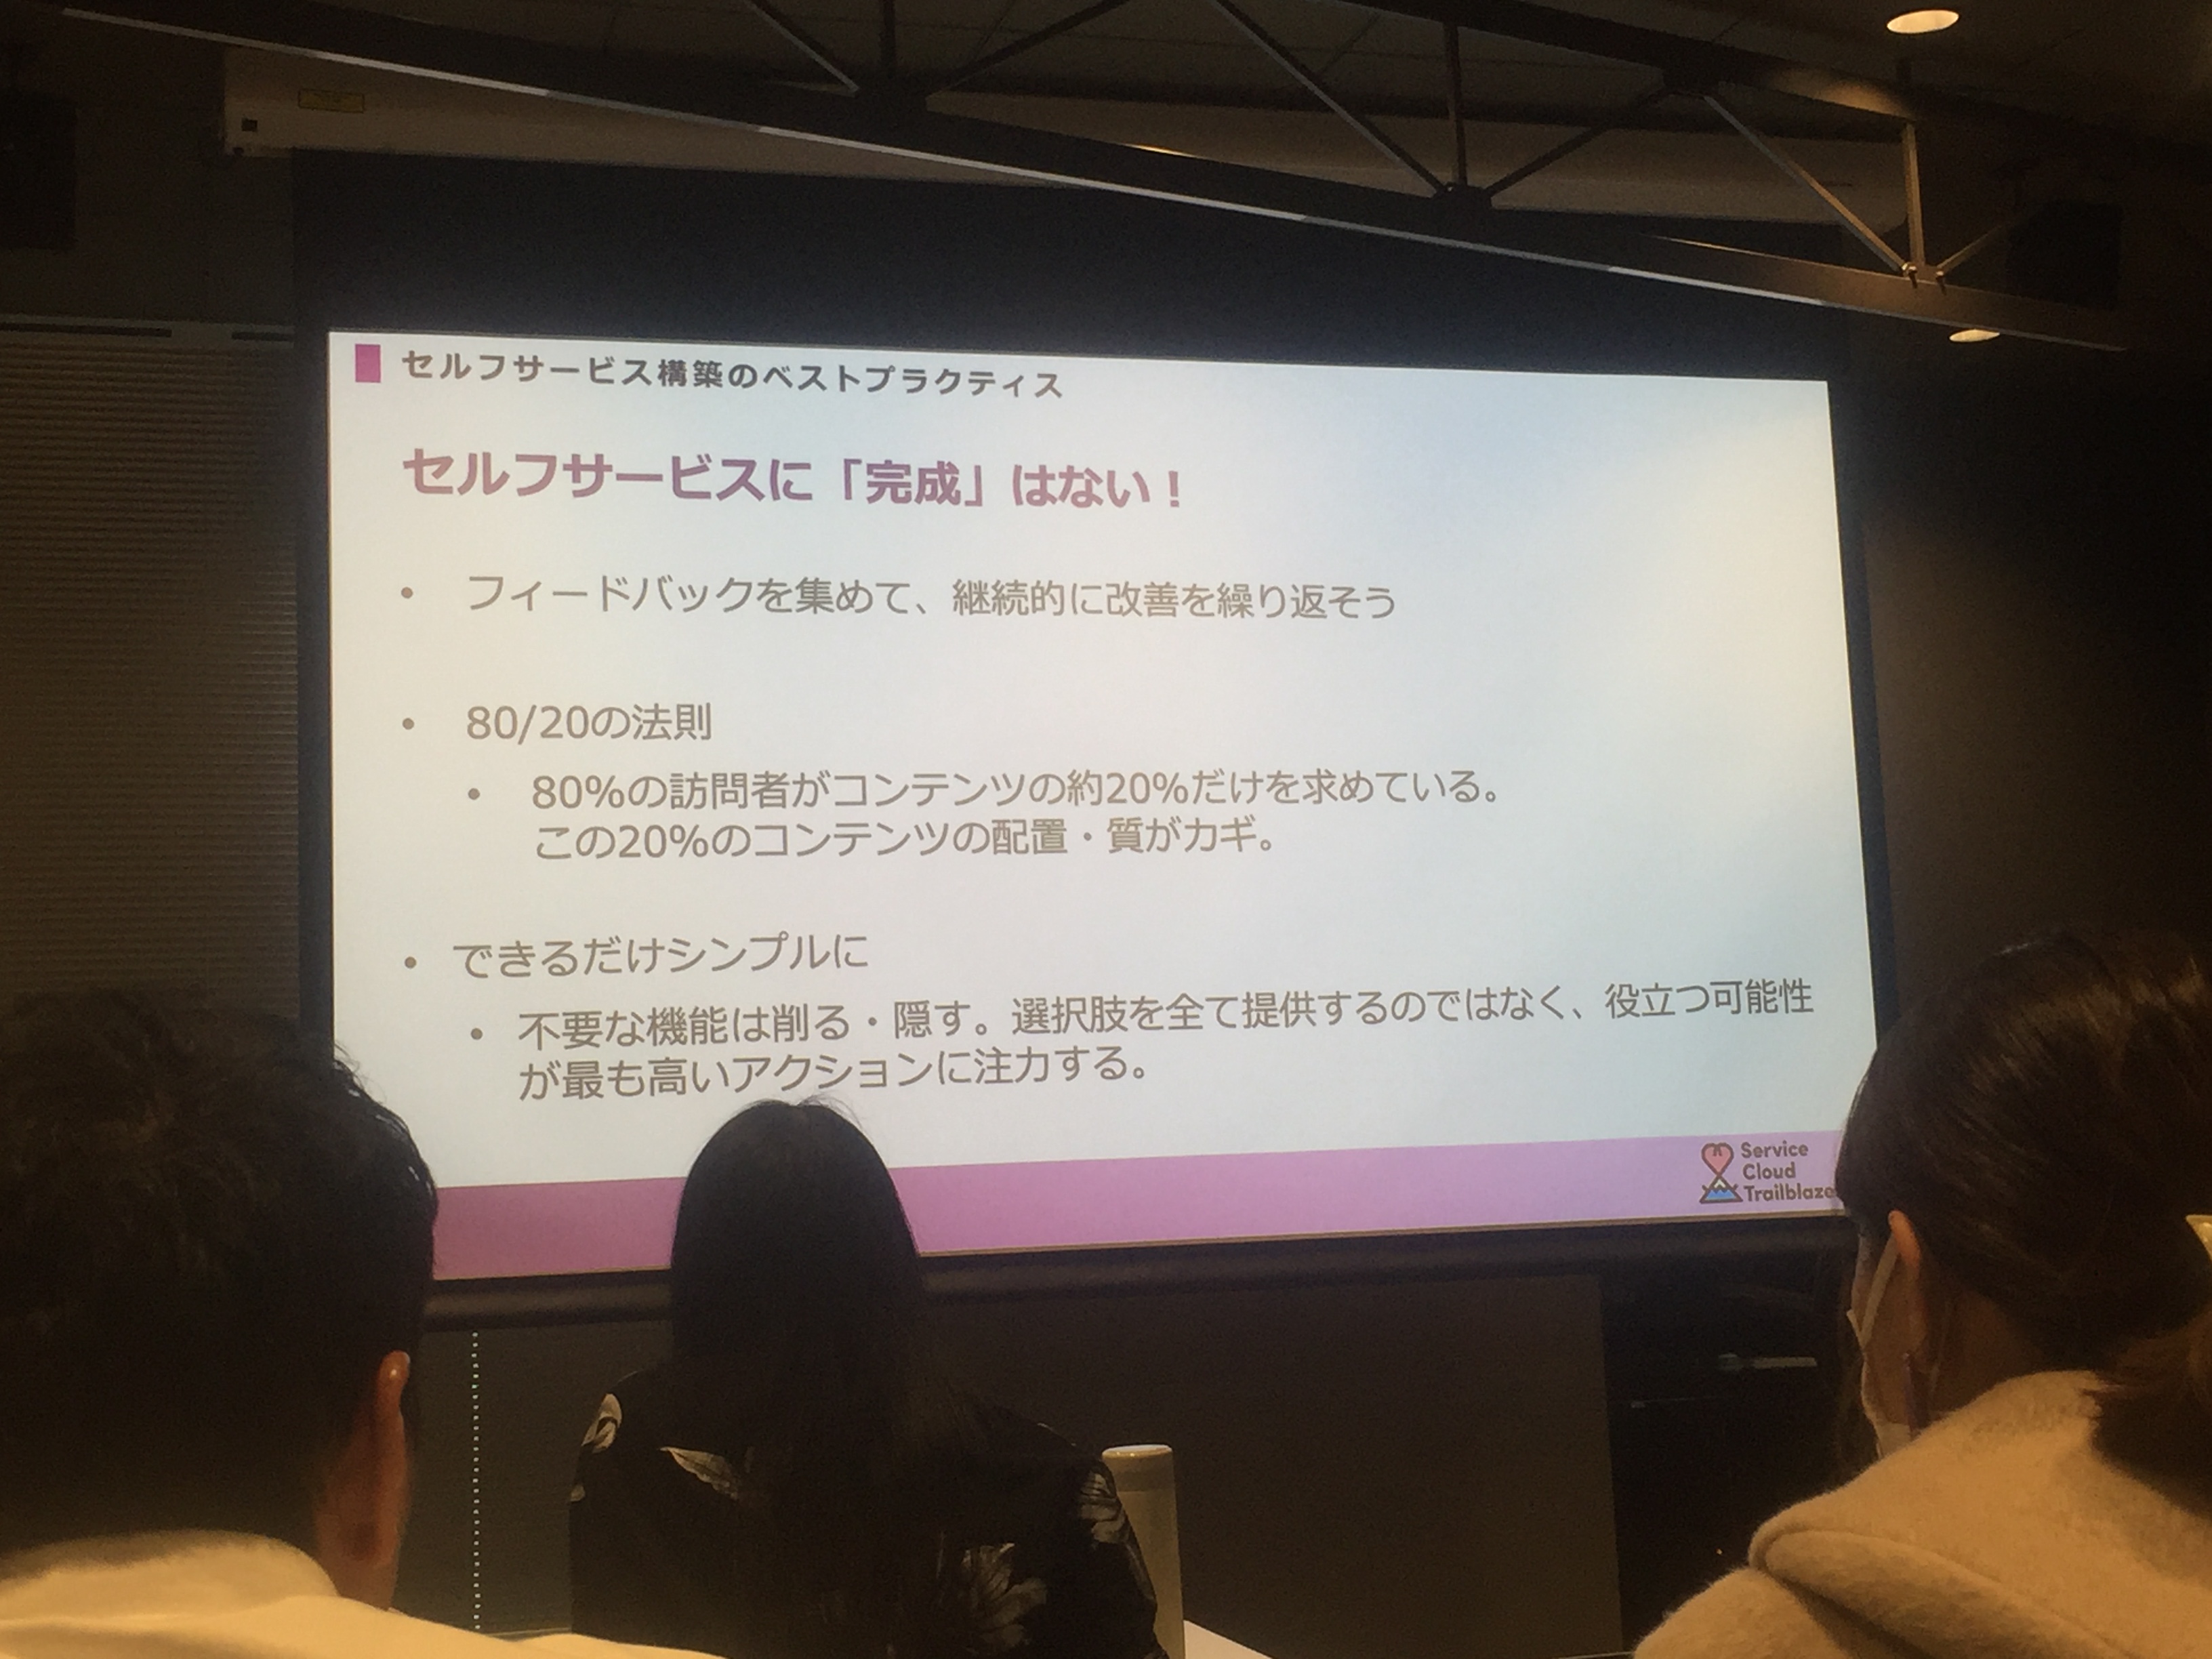 セルフサービス構築のベストプラクティス
セルフサービスに「完成」はない！
• フィードバックを集めて、継続的に改善を繰り返そう
• 80/20の法則
• 80%の訪問者がコンテンツの約20%だけを求めている。
この20%のコンテンツの配置・質がカギ。
• できるだけシンプルに
• 不要な機能は削る・隠す。選択肢を全て提供するのではなく、役立つ可能性
が最も高いアクションに注力する。
Service
Cloud
Trailblaze